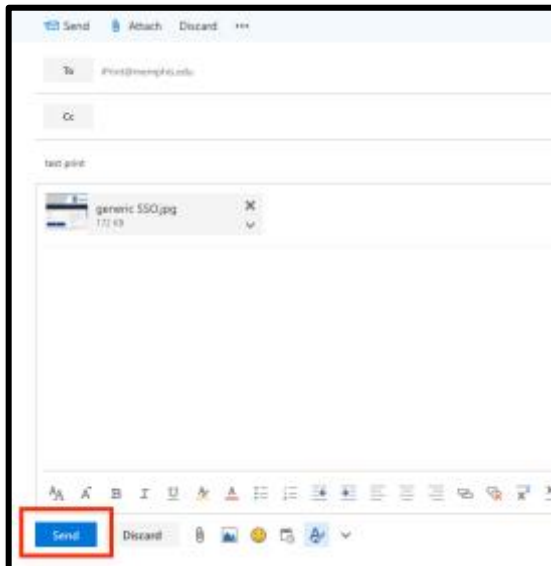 Send Attach Discard ...
To iPrint@memphis.edu
Cc
test print
generic SSO.jpg
172 KB
Send Discard